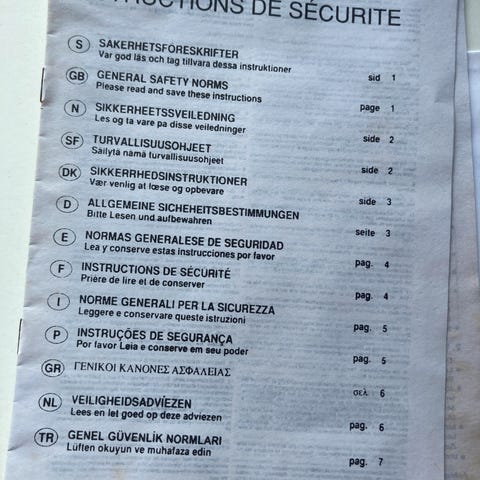 INSTRUCTIONS DE SÉCURITE
S SÄKERHETSFÖRESKRIFTER
Var god läs och tag tillvara dessa instruktioner sid 1
GB GENERAL SAFETY NORMS
Please read and save these instructions page 1
N SIKKERHEETSSVEILEDNING
Les og ta vare pa disse veiledninger side 2
SF TURVALLISUUSOHJEET
Säilytä nämä turvallisuusohjeet side 2
DK SIKKERRHEDSINSTRUKTIONER
Vær venlig at læse og opbevare side 3
D ALLGEMEINE SICHEHEITSBESTIMMUNGEN
Bitte Lesen und aufbewahren seite 3
E NORMAS GENERALESE DE SEGURIDAD
Lea y conserve estas instrucciones por favor pag. 4
F INSTRUCTIONS DE SÉCURITÉ
Prière de lire et de conserver pag. 4
I NORME GENERALI PER LA SICUREZZA
Leggere e conservare queste istruzioni pag. 5
P INSTRUÇÕES DE SEGURANÇA
Por favor Leia e conserve em seu poder pag. 5
GR ΓΕΝΙΚΟΙ ΚΑΝΟΝΕΣ ΑΣΦΑΛΕΙΑΣ
σελ 6
NL VEILIGHEIDSADVÍEZEN
Lees en let goed op deze adviezen pag. 6
TR GENEL GÜVENLİK NORMLARI
Lüften okuyun ve muhafaza edin pag. 7